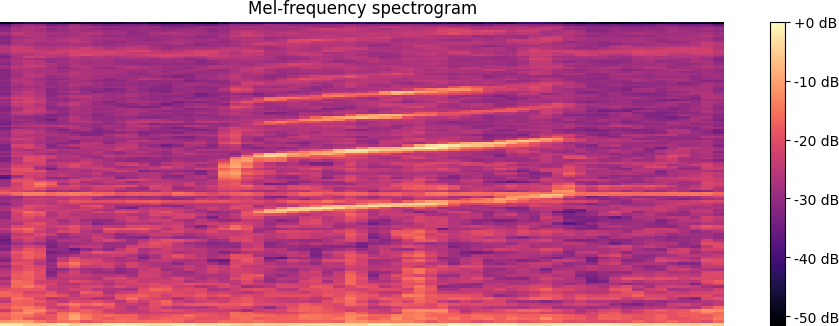 Mel-frequency spectrogram
+0 dB
-10 dB
-20 dB
-30 dB
-40 dB
-50 dB